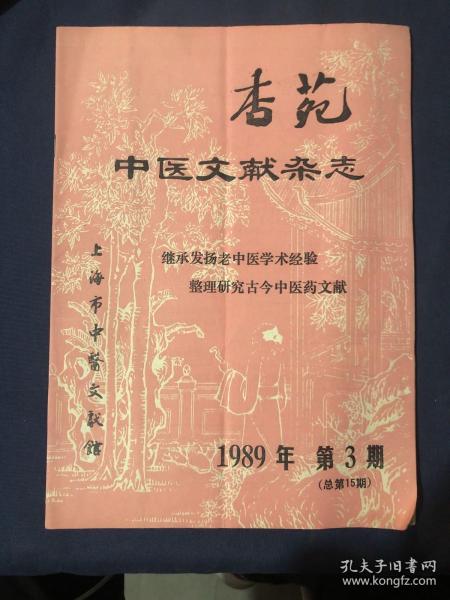 杏苑
中医文献杂志
继承发扬老中医学术经验
整理研究古今中医药文献
上海市中醫文献館
1989年 第3期
（总第15期）
孔夫子旧书网
www.kongfz.com